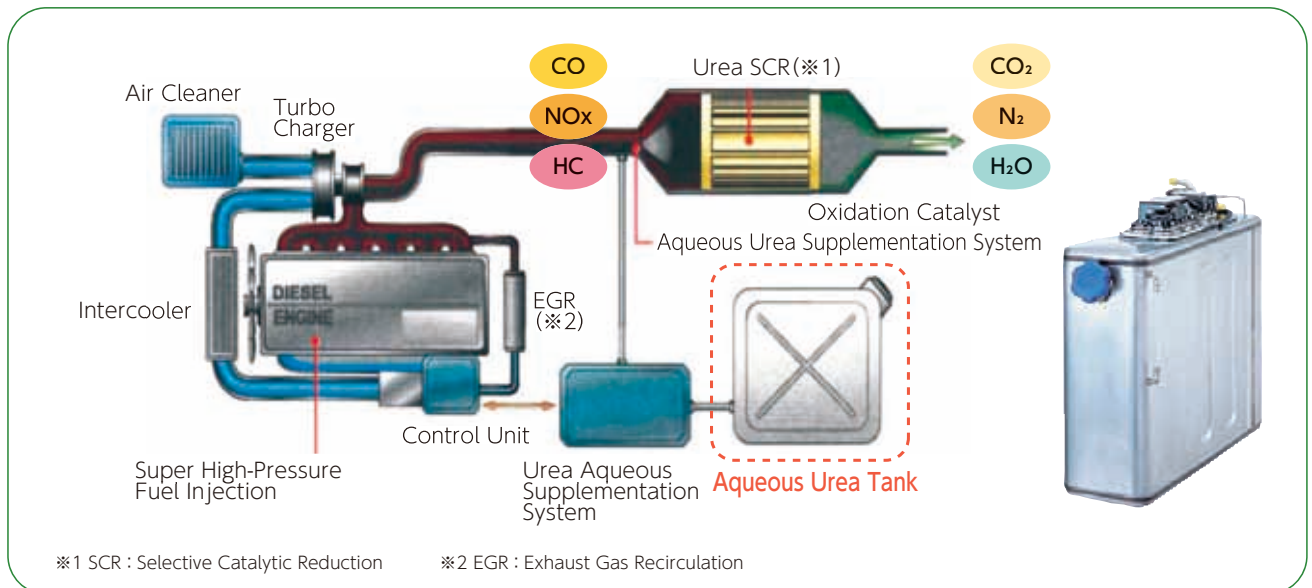 CO
Urea SCR(※1)
CO₂
Air Cleaner
Turbo
Charger
NOx
N₂
HC
H₂O
Oxidation Catalyst
Aqueous Urea Supplementation System
Intercooler
DIESEL
ENGINE
EGR
(※2)
Control Unit
Super High-Pressure
Fuel Injection
Urea Aqueous
Supplementation
System
Aqueous Urea Tank
※1 SCR : Selective Catalytic Reduction
※2 EGR : Exhaust Gas Recirculation